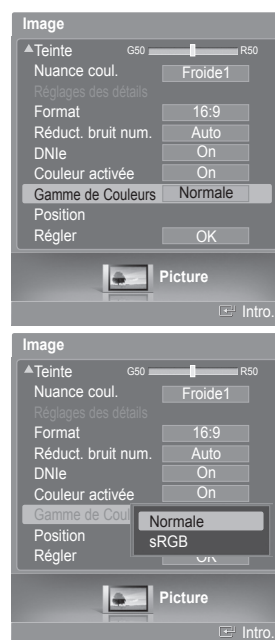 Image
Teinte G50 R50
Nuance coul. Froide1
Réglages des détails
Format 16:9
Réduct. bruit num. Auto
DNIe On
Couleur activée On
Gamme de Couleurs Normale
Position
Régler OK
Picture
Intro.
Image
Teinte G50 R50
Nuance coul. Froide1
Réglages des détails
Format 16:9
Réduct. bruit num. Auto
DNIe On
Couleur activée On
Gamme de Coul
Normale
Position
sRGB
Régler OK
Picture
Intro.